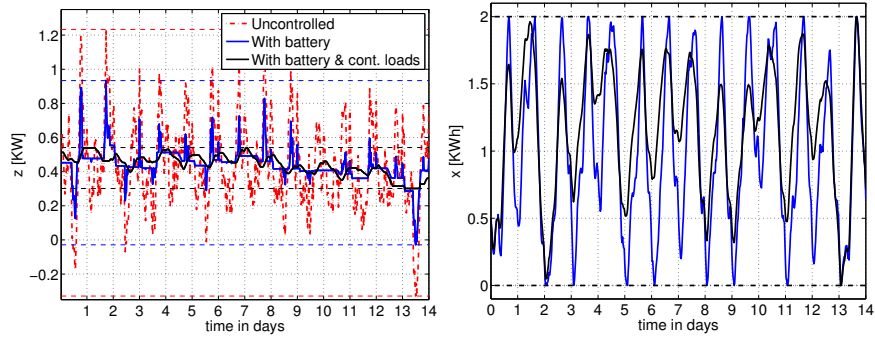 Uncontrolled
With battery
With battery & cont. loads
z [KW]
1.2
1
0.8
0.6
0.4
0.2
0
−0.2
1 2 3 4 5 6 7 8 9 10 11 12 13 14
time in days
x [KWh]
2
1.5
1
0.5
0
0 1 2 3 4 5 6 7 8 9 10 11 12 13 14
time in days